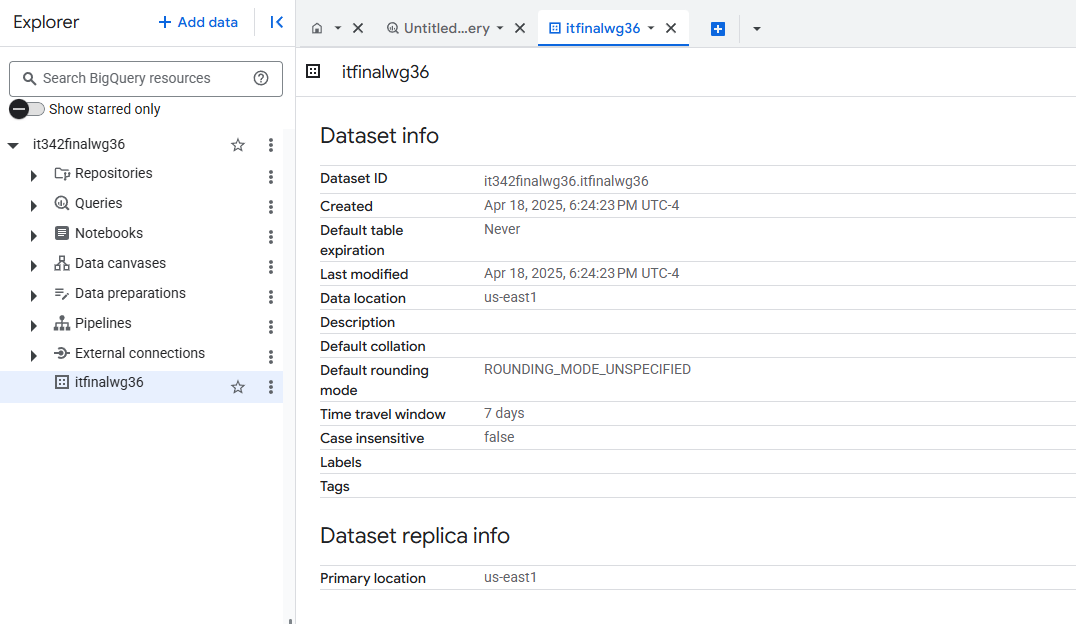 Explorer
+ Add data
Untitled...ery
itfinalwg36
Search BigQuery resources
Show starred only
it342finalwg36
Repositories
Queries
Notebooks
Data canvases
Data preparations
Pipelines
External connections
itfinalwg36
itfinalwg36
Dataset info
Dataset ID it342finalwg36.itfinalwg36
Created Apr 18, 2025, 6:24:23 PM UTC-4
Default table Never
expiration
Last modified Apr 18, 2025, 6:24:23 PM UTC-4
Data location us-east1
Description
Default collation
Default rounding ROUNDING_MODE_UNSPECIFIED
mode
Time travel window 7 days
Case insensitive false
Labels
Tags
Dataset replica info
Primary location us-east1